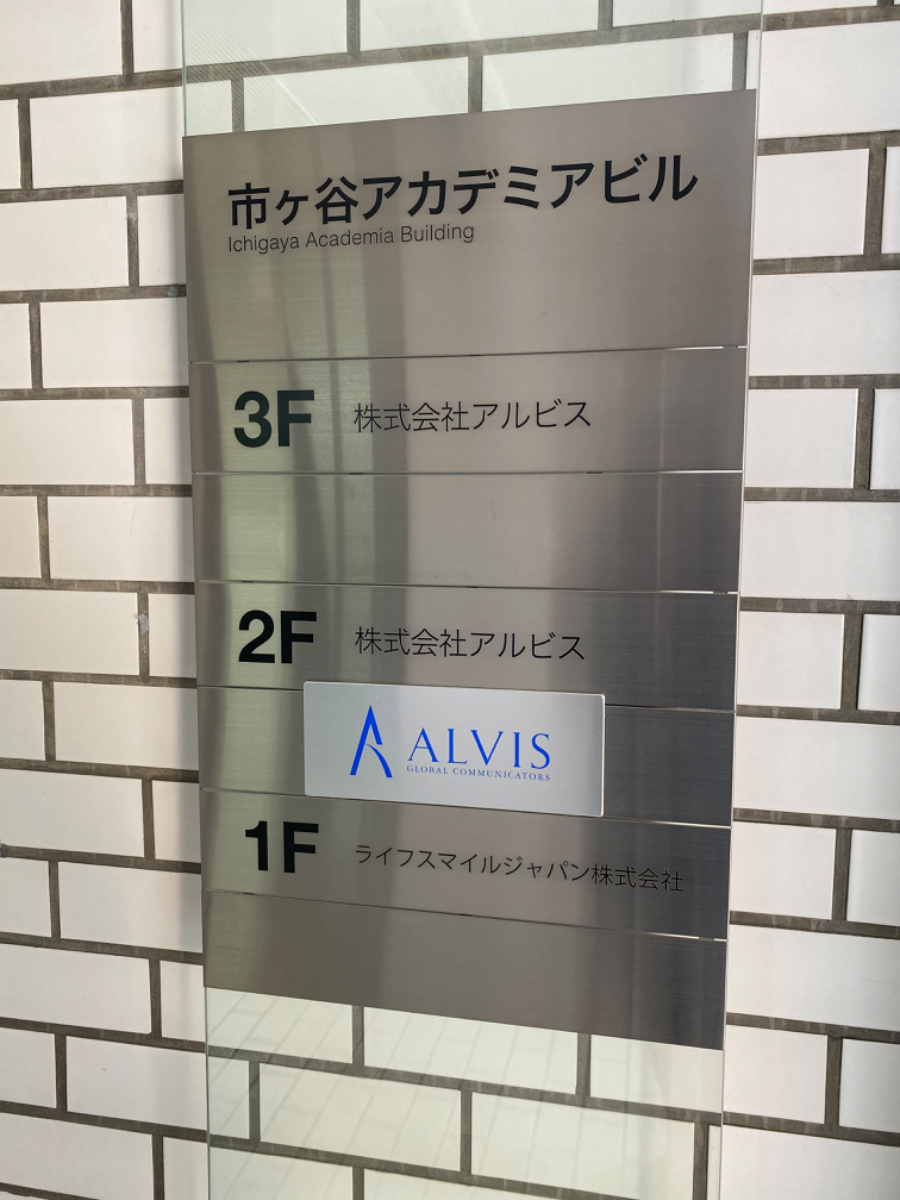 市ヶ谷アカデミアビル
Ichigaya Academia Building
3F 株式会社アルビス
2F 株式会社アルビス
ALVIS
GLOBAL COMMUNICATORS
1F ライフスマイルジャパン株式会社